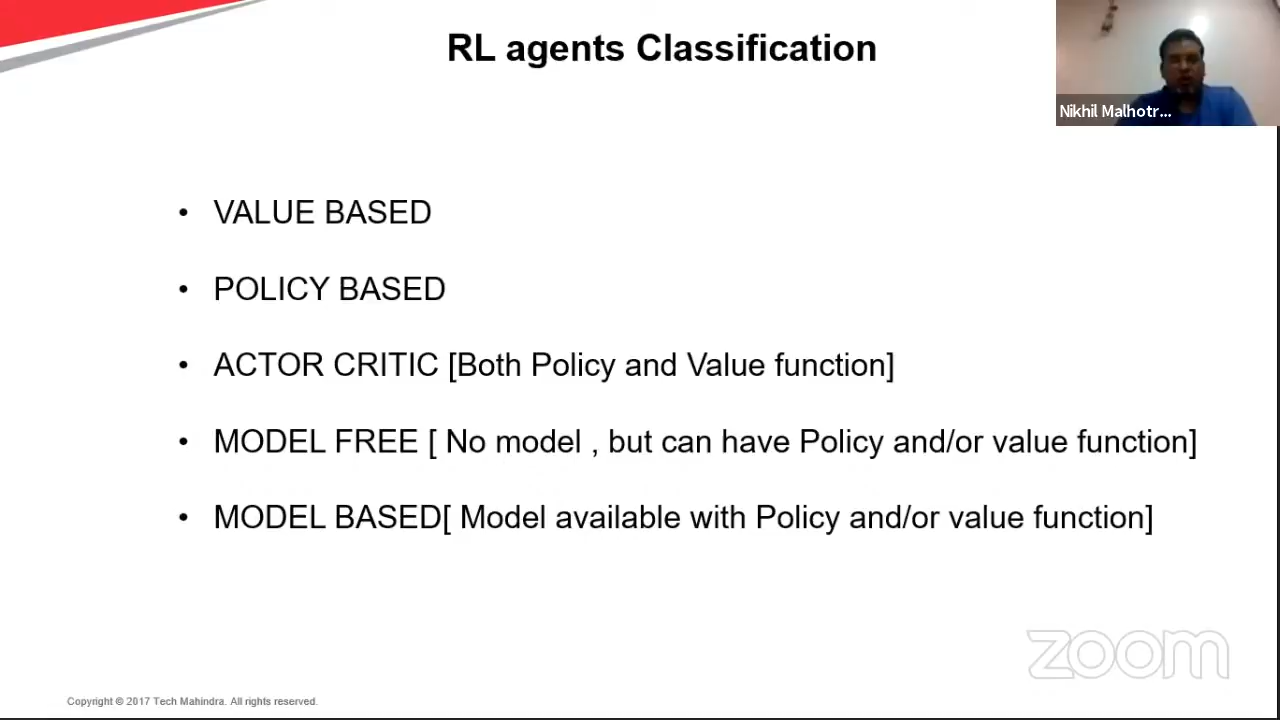 RL agents Classification
Nikhil Malhotr...
• VALUE BASED
• POLICY BASED
• ACTOR CRITIC [Both Policy and Value function]
• MODEL FREE [ No model , but can have Policy and/or value function]
• MODEL BASED[ Model available with Policy and/or value function]
zoom
Copyright © 2017 Tech Mahindra. All rights reserved.